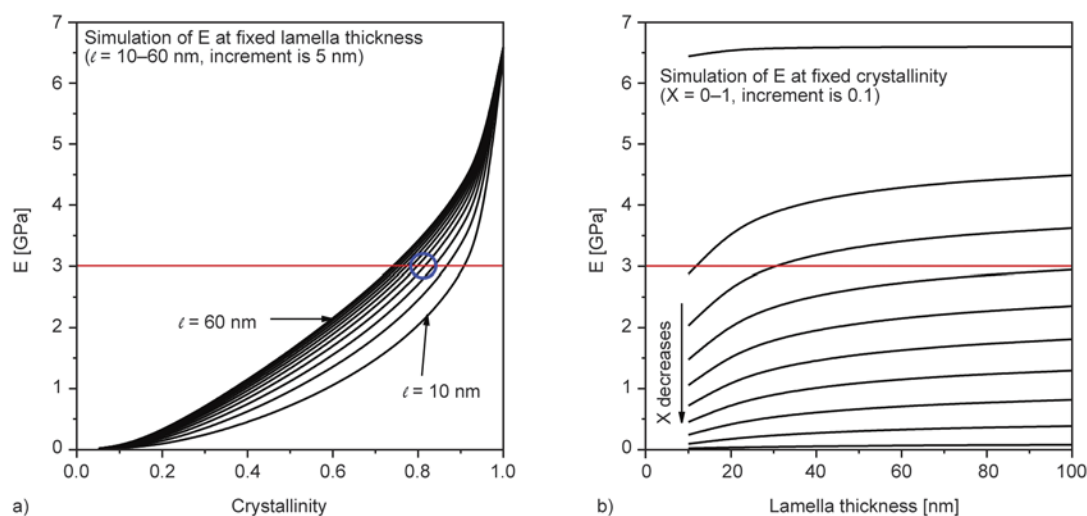 7
6
5
4
3
2
1
0
E [GPa]
Simulation of E at fixed lamella thickness
(ℓ = 10–60 nm, increment is 5 nm)
ℓ = 60 nm
ℓ = 10 nm
0.0 0.2 0.4 0.6 0.8 1.0
Crystallinity
a)
7
6
5
4
3
2
1
0
E [GPa]
Simulation of E at fixed crystallinity
(X = 0–1, increment is 0.1)
X decreases
0 20 40 60 80 100
Lamella thickness [nm]
b)